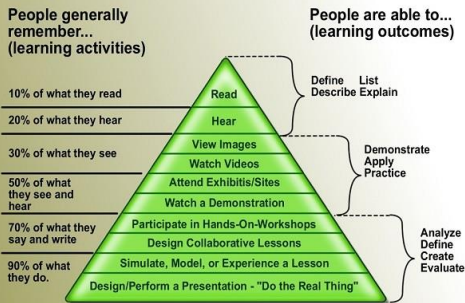 People generally
remember...
(learning activities)
People are able to...
(learning outcomes)
10% of what they read
20% of what they hear
30% of what they see
50% of what
they see and
hear
70% of what they
say and write
90% of what
they do.
Read
Hear
View Images
Watch Videos
Attend Exhibitis/Sites
Watch a Demonstration
Participate in Hands-On-Workshops
Design Collaborative Lessons
Simulate, Model, or Experience a Lesson
Design/Perform a Presentation - "Do the Real Thing"
Define List
Describe Explain
Demonstrate
Apply
Practice
Analyze
Define
Create
Evaluate